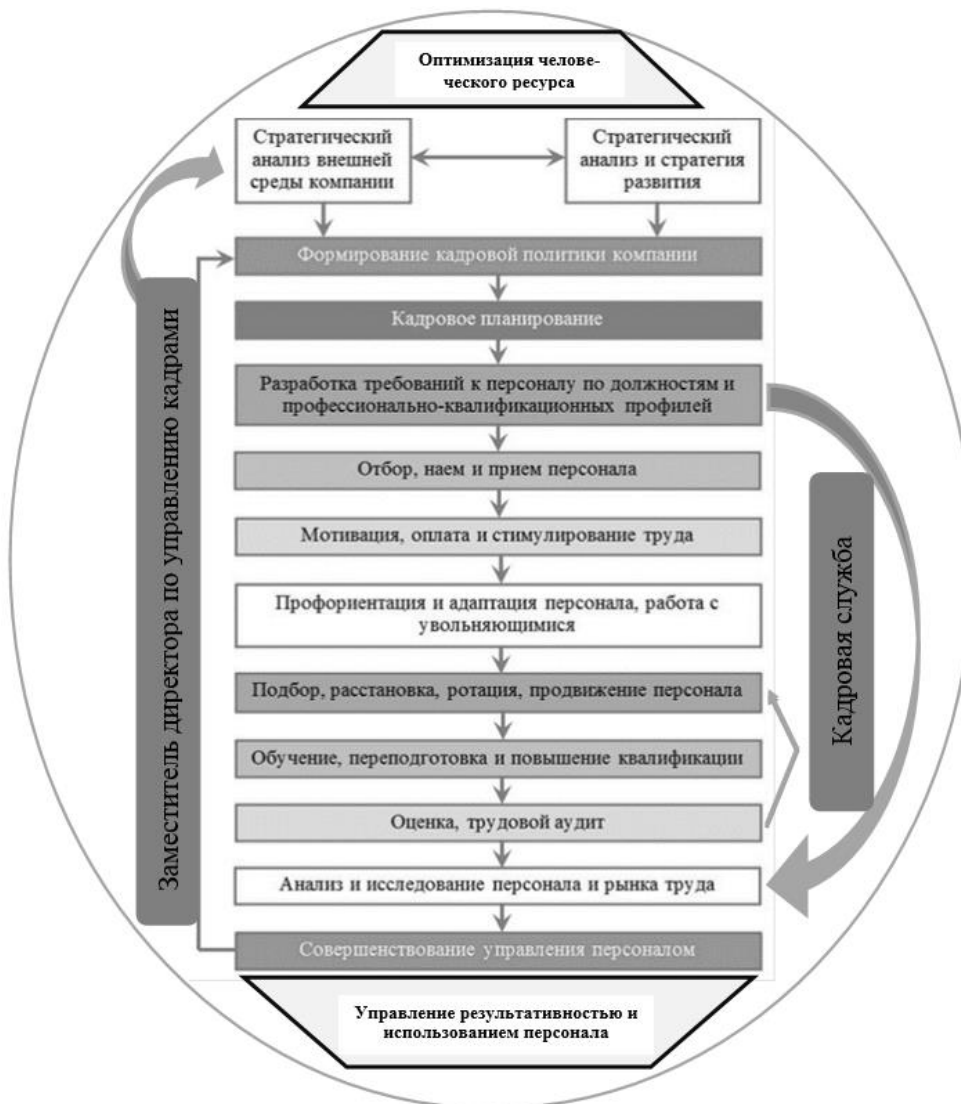 Оптимизация челове-
ческого ресурса
Стратегический
анализ внешней
среды компании
Стратегический
анализ и стратегия
развития
Формирование кадровой политики компании
Кадровое планирование
Разработка требований к персоналу по должностям и
профессионально-квалификационных профилей
Отбор, наем и прием персонала
Мотивация, оплата и стимулирование труда
Профориентация и адаптация персонала, работа с
увольняющимися
Подбор, расстановка, ротация, продвижение персонала
Обучение, переподготовка и повышение квалификации
Оценка, трудовой аудит
Анализ и исследование персонала и рынка труда
Совершенствование управления персоналом
Управление результативностью и
использованием персонала
Заместитель директора по управлению кадрами
Кадровая служба